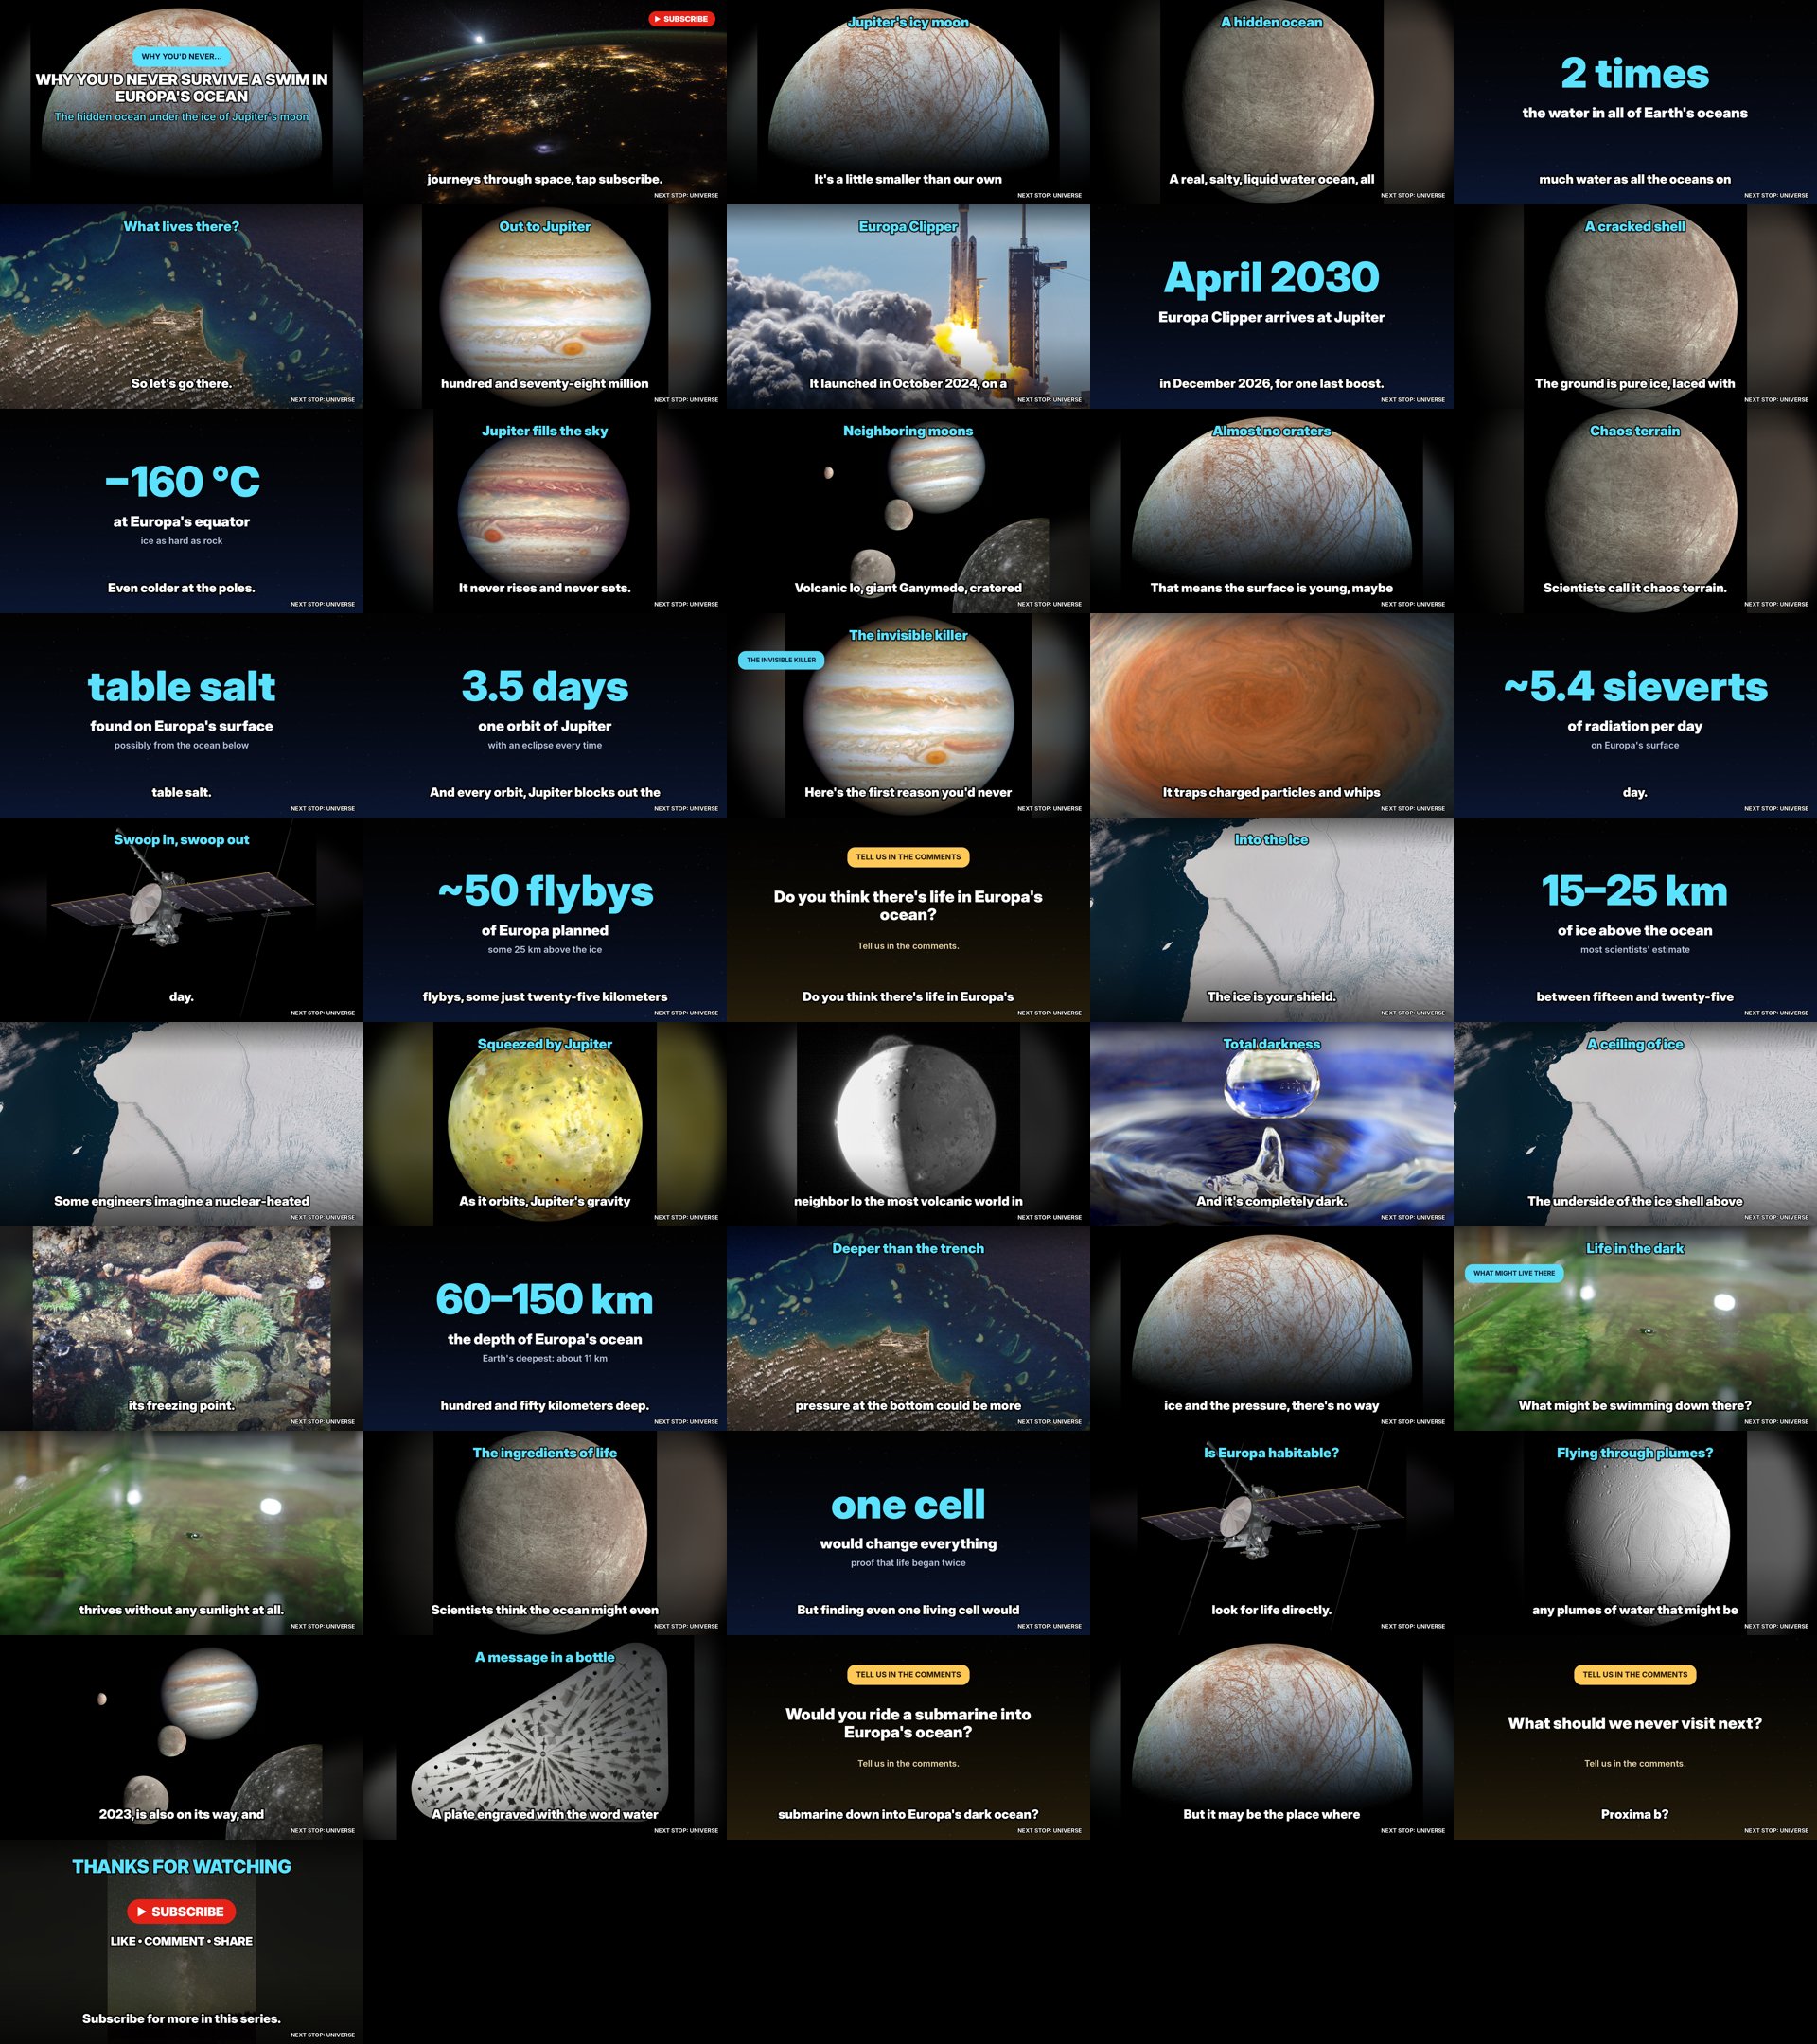 WHY YOU'D NEVER...
WHY YOU'D NEVER SURVIVE A SWIM IN
EUROPA'S OCEAN
The hidden ocean under the ice of Jupiter's moon
SUBSCRIBE
journeys through space, tap subscribe.
NEXT STOP: UNIVERSE
Jupiter's icy moon
It's a little smaller than our own
NEXT STOP: UNIVERSE
A hidden ocean
A real, salty, liquid water ocean, all
NEXT STOP: UNIVERSE
2 times
the water in all of Earth's oceans
much water as all the oceans on
NEXT STOP: UNIVERSE
What lives there?
So let's go there.
NEXT STOP: UNIVERSE
Out to Jupiter
hundred and seventy-eight million
NEXT STOP: UNIVERSE
Europa Clipper
It launched in October 2024, on a
NEXT STOP: UNIVERSE
April 2030
Europa Clipper arrives at Jupiter
in December 2026, for one last boost.
NEXT STOP: UNIVERSE
A cracked shell
The ground is pure ice, laced with
NEXT STOP: UNIVERSE
−160 °C
at Europa's equator
ice as hard as rock
Even colder at the poles.
NEXT STOP: UNIVERSE
Jupiter fills the sky
It never rises and never sets.
NEXT STOP: UNIVERSE
Neighboring moons
Volcanic Io, giant Ganymede, cratered
NEXT STOP: UNIVERSE
Almost no craters
That means the surface is young, maybe
NEXT STOP: UNIVERSE
Chaos terrain
Scientists call it chaos terrain.
NEXT STOP: UNIVERSE
table salt
found on Europa's surface
possibly from the ocean below
table salt.
NEXT STOP: UNIVERSE
3.5 days
one orbit of Jupiter
with an eclipse every time
And every orbit, Jupiter blocks out the
NEXT STOP: UNIVERSE
The invisible killer
THE INVISIBLE KILLER
Here's the first reason you'd never
NEXT STOP: UNIVERSE
It traps charged particles and whips
NEXT STOP: UNIVERSE
~5.4 sieverts
of radiation per day
on Europa's surface
day.
NEXT STOP: UNIVERSE
Swoop in, swoop out
day.
NEXT STOP: UNIVERSE
~50 flybys
of Europa planned
some 25 km above the ice
flybys, some just twenty-five kilometers
NEXT STOP: UNIVERSE
TELL US IN THE COMMENTS
Do you think there's life in Europa's
ocean?
Tell us in the comments.
Do you think there's life in Europa's
NEXT STOP: UNIVERSE
Into the ice
The ice is your shield.
NEXT STOP: UNIVERSE
15–25 km
of ice above the ocean
most scientists' estimate
between fifteen and twenty-five
NEXT STOP: UNIVERSE
Some engineers imagine a nuclear-heated
NEXT STOP: UNIVERSE
Squeezed by Jupiter
As it orbits, Jupiter's gravity
NEXT STOP: UNIVERSE
neighbor Io the most volcanic world in
NEXT STOP: UNIVERSE
Total darkness
And it's completely dark.
NEXT STOP: UNIVERSE
A ceiling of ice
The underside of the ice shell above
NEXT STOP: UNIVERSE
its freezing point.
NEXT STOP: UNIVERSE
60–150 km
the depth of Europa's ocean
Earth's deepest: about 11 km
hundred and fifty kilometers deep.
NEXT STOP: UNIVERSE
Deeper than the trench
pressure at the bottom could be more
NEXT STOP: UNIVERSE
ice and the pressure, there's no way
NEXT STOP: UNIVERSE
Life in the dark
WHAT MIGHT LIVE THERE
What might be swimming down there?
NEXT STOP: UNIVERSE
thrives without any sunlight at all.
NEXT STOP: UNIVERSE
The ingredients of life
Scientists think the ocean might even
NEXT STOP: UNIVERSE
one cell
would change everything
proof that life began twice
But finding even one living cell would
NEXT STOP: UNIVERSE
Is Europa habitable?
look for life directly.
NEXT STOP: UNIVERSE
Flying through plumes?
any plumes of water that might be
NEXT STOP: UNIVERSE
2023, is also on its way, and
NEXT STOP: UNIVERSE
A message in a bottle
A plate engraved with the word water
NEXT STOP: UNIVERSE
TELL US IN THE COMMENTS
Would you ride a submarine into
Europa's ocean?
Tell us in the comments.
submarine down into Europa's dark ocean?
NEXT STOP: UNIVERSE
But it may be the place where
NEXT STOP: UNIVERSE
TELL US IN THE COMMENTS
What should we never visit next?
Tell us in the comments.
Proxima b?
NEXT STOP: UNIVERSE
THANKS FOR WATCHING
SUBSCRIBE
LIKE • COMMENT • SHARE
Subscribe for more in this series.
NEXT STOP: UNIVERSE